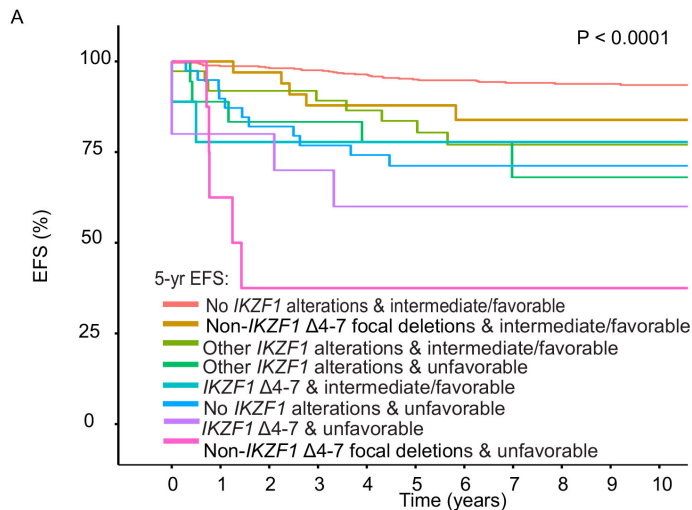 A
P < 0.0001
100
75
50
25
0
EFS (%)
5-yr EFS:
No IKZF1 alterations & intermediate/favorable
Non-IKZF1 Δ4-7 focal deletions & intermediate/favorable
Other IKZF1 alterations & intermediate/favorable
Other IKZF1 alterations & unfavorable
IKZF1 Δ4-7 & intermediate/favorable
No IKZF1 alterations & unfavorable
IKZF1 Δ4-7 & unfavorable
Non-IKZF1 Δ4-7 focal deletions & unfavorable
0 1 2 3 4 5 6 7 8 9 10
Time (years)